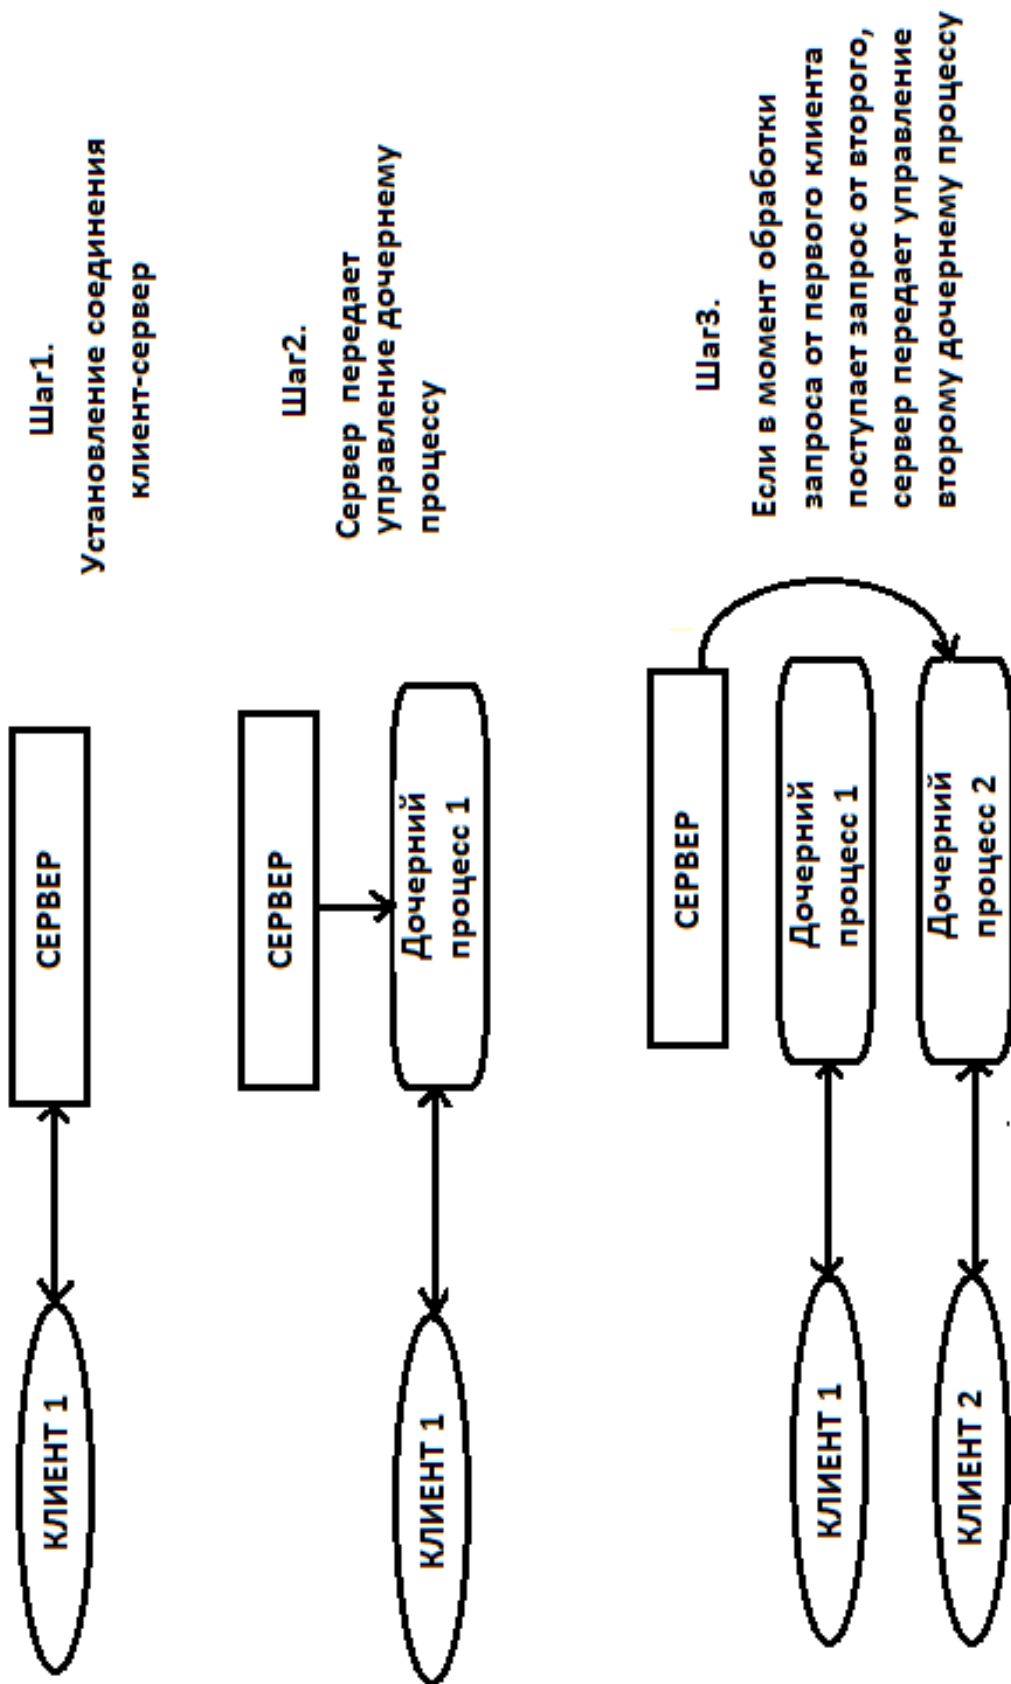 КЛИЕНТ 1
СЕРВЕР
Шаг1.
Установление соединения
клиент-сервер
СЕРВЕР
КЛИЕНТ 1
Дочерний
процесс 1
Шаг2.
Сервер передает
управление дочернему
процессу
СЕРВЕР
КЛИЕНТ 1
Дочерний
процесс 1
КЛИЕНТ 2
Дочерний
процесс 2
Шаг3.
Если в момент обработки
запроса от первого клиента
поступает запрос от второго,
сервер передает управление
второму дочернему процессу